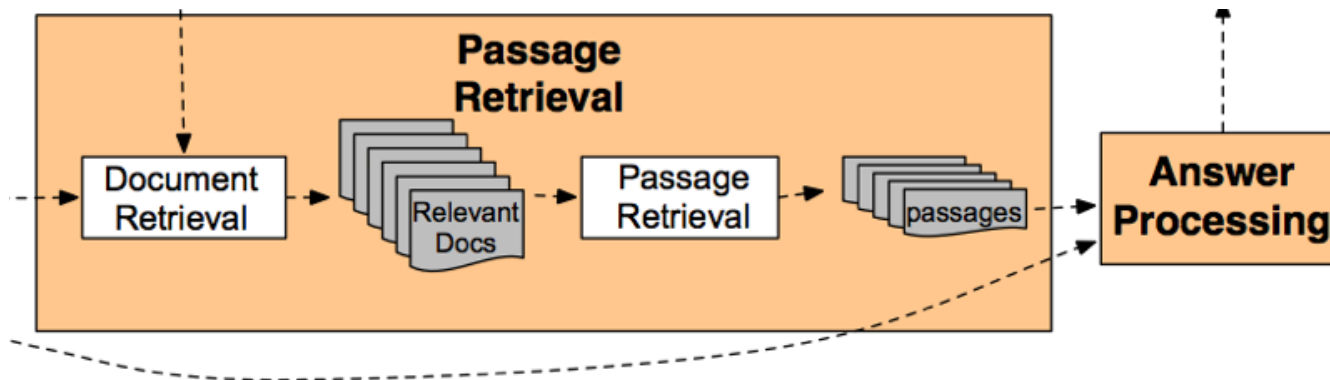 Passage
Retrieval
Document
Retrieval
Relevant
Docs
Passage
Retrieval
passages
Answer
Processing